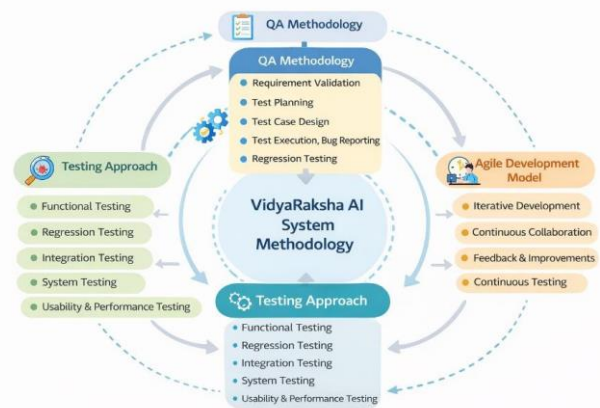 QA Methodology
QA Methodology
Requirement Validation
Test Planning
Test Case Design
Test Execution, Bug Reporting
Regression Testing
Testing Approach
Functional Testing
Regression Testing
Integration Testing
System Testing
Usability & Performance Testing
VidyaRaksha AI
System
Methodology
Agile Development
Model
Iterative Development
Continuous Collaboration
Feedback & Improvements
Continuous Testing
Testing Approach
Functional Testing
Regression Testing
Integration Testing
System Testing
Usability & Performance Testing